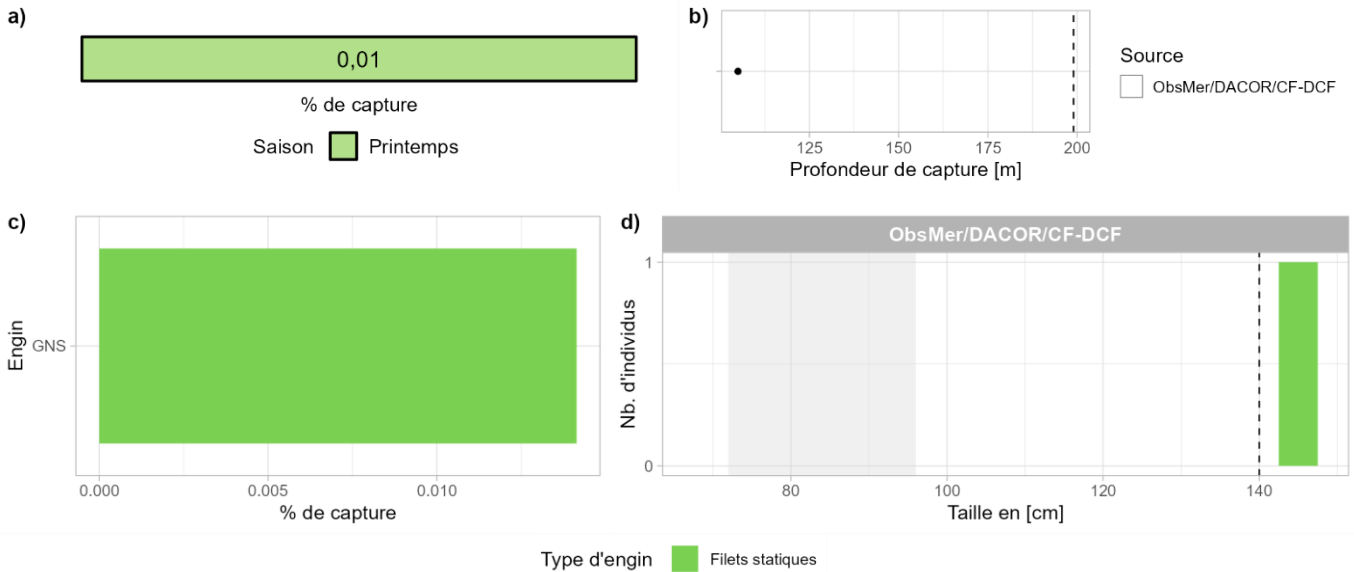 a)
0,01
% de capture
Saison Printemps
b)
125 150 175 200
Profondeur de capture [m]
Source
ObsMer/DACOR/CF-DCF
c)
Engin
GNS
0.000 0.005 0.010
% de capture
d)
ObsMer/DACOR/CF-DCF
Nb. d'individus
1
0
80 100 120 140
Taille en [cm]
Type d'engin Filets statiques